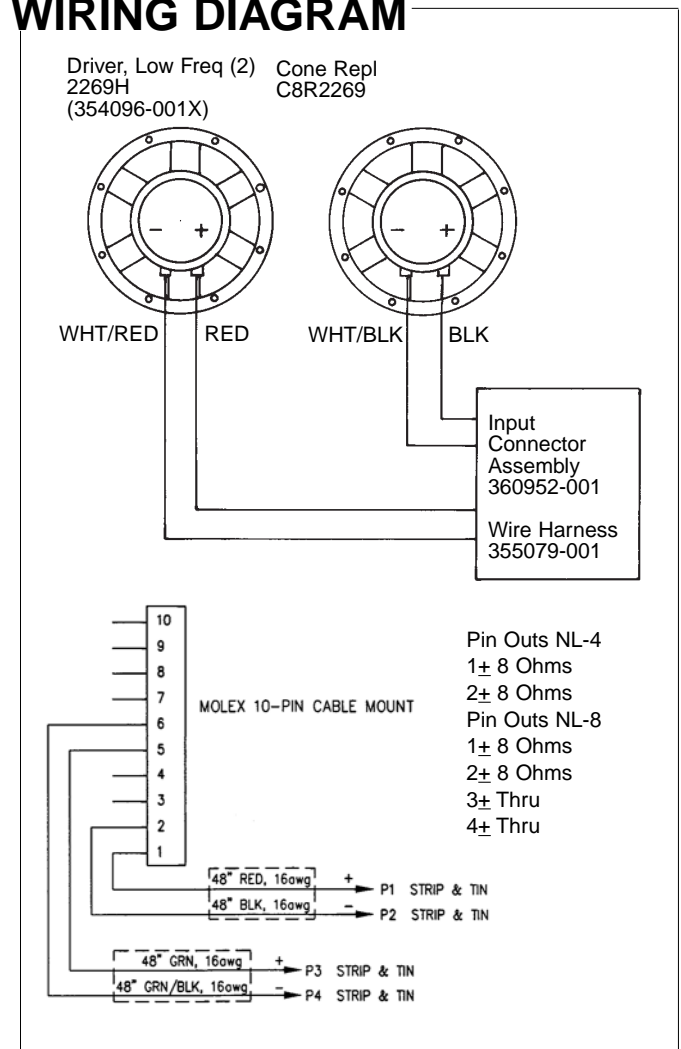 WIRING DIAGRAM
Driver, Low Freq (2)
2269H
(354096-001X)
Cone Repl
C8R2269
- +
- +
WHT/RED RED WHT/BLK BLK
Input
Connector
Assembly
360952-001
Wire Harness
355079-001
10
9
8
7
6
5
4
3
2
1
MOLEX 10-PIN CABLE MOUNT
Pin Outs NL-4
1± 8 Ohms
2± 8 Ohms
Pin Outs NL-8
1± 8 Ohms
2± 8 Ohms
3± Thru
4± Thru
48" RED, 16awg + P1 STRIP & TIN
48" BLK, 16awg - P2 STRIP & TIN
48" GRN, 16awg + P3 STRIP & TIN
48" GRN/BLK, 16awg - P4 STRIP & TIN